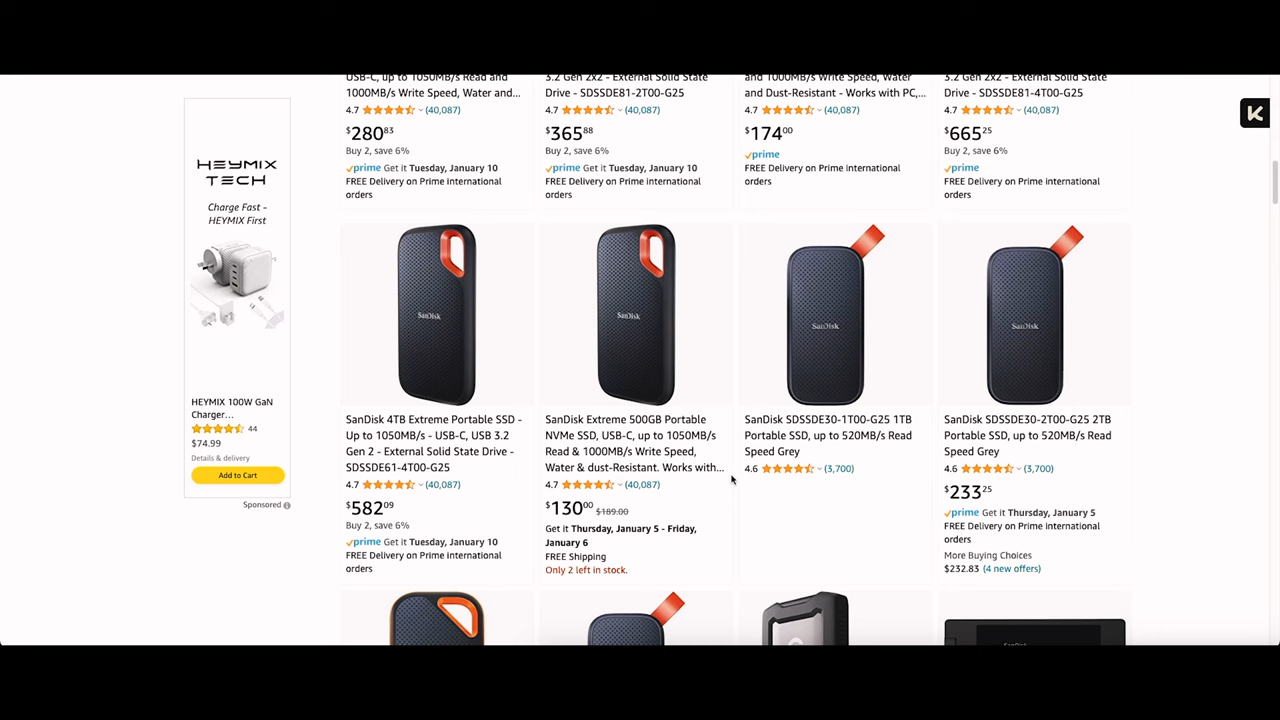 USB-C, up to 1050MB/s Read and
1000MB/s Write Speed, Water and...
4.7 (40,087)
$280 83
Buy 2, save 6%
prime Get it Tuesday, January 10
FREE Delivery on Prime international
orders
3.2 Gen 2x2 - External Solid State
Drive - SDSSDE81-2T00-G25
4.7 (40,087)
$365 88
Buy 2, save 6%
prime Get it Tuesday, January 10
FREE Delivery on Prime international
orders
and 1000MB/s Write Speed, Water
and Dust-Resistant - Works with PC,...
4.7 (40,087)
$174 00
prime
FREE Delivery on Prime international
orders
3.2 Gen 2x2 - External Solid State
Drive - SDSSDE81-4T00-G25
4.7 (40,087)
$665 25
Buy 2, save 6%
prime
FREE Delivery on Prime international
orders
K
HEYMIX
TECH
Charge Fast -
HEYMIX First
HEYMIX 100W GaN
Charger...
44
$74.99
Details & delivery
Add to Cart
Sponsored
SanDisk
SanDisk 4TB Extreme Portable SSD -
Up to 1050MB/s - USB-C, USB 3.2
Gen 2 - External Solid State Drive -
SDSSDE61-4T00-G25
4.7 (40,087)
$582 09
Buy 2, save 6%
prime Get it Tuesday, January 10
FREE Delivery on Prime international
orders
SanDisk
SanDisk Extreme 500GB Portable
NVMe SSD, USB-C, up to 1050MB/s
Read & 1000MB/s Write Speed,
Water & dust-Resistant. Works with...
4.7 (40,087)
$130 00 $189.00
Get it Thursday, January 5 - Friday,
January 6
FREE Shipping
Only 2 left in stock.
SanDisk
SanDisk SDSSDE30-1T00-G25 1TB
Portable SSD, up to 520MB/s Read
Speed Grey
4.6 (3,700)
SanDisk
SanDisk SDSSDE30-2T00-G25 2TB
Portable SSD, up to 520MB/s Read
Speed Grey
4.6 (3,700)
$233 25
prime Get it Thursday, January 5
FREE Delivery on Prime international
orders
More Buying Choices
$232.83 (4 new offers)
SanDisk